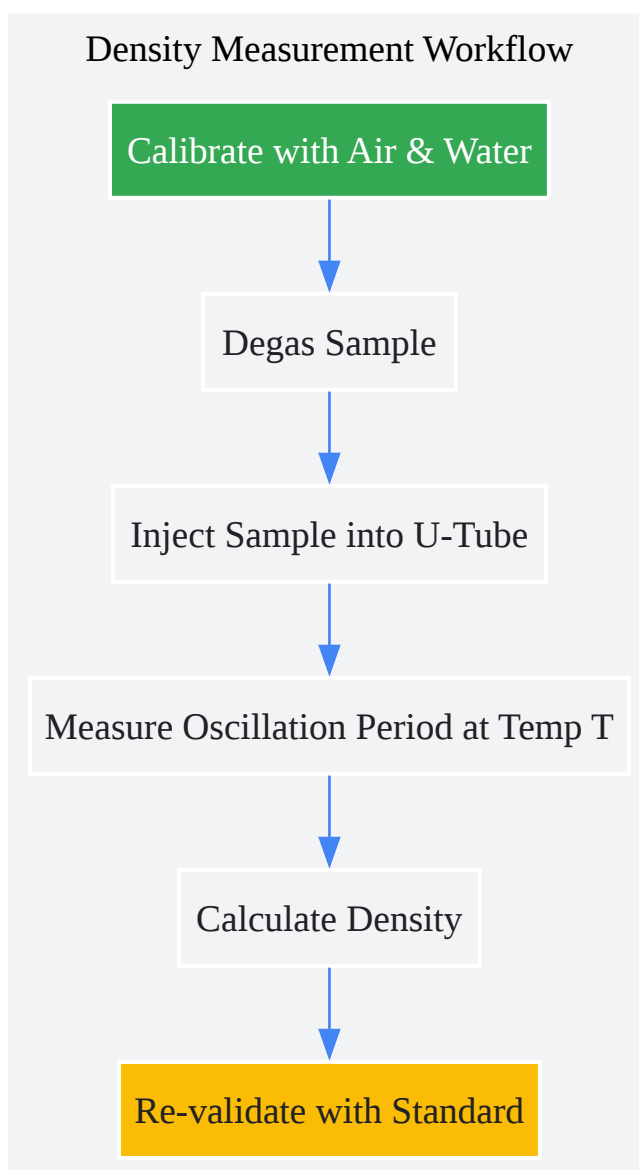 Density Measurement Workflow
Calibrate with Air & Water
Degas Sample
Inject Sample into U-Tube
Measure Oscillation Period at Temp T
Calculate Density
Re-validate with Standard